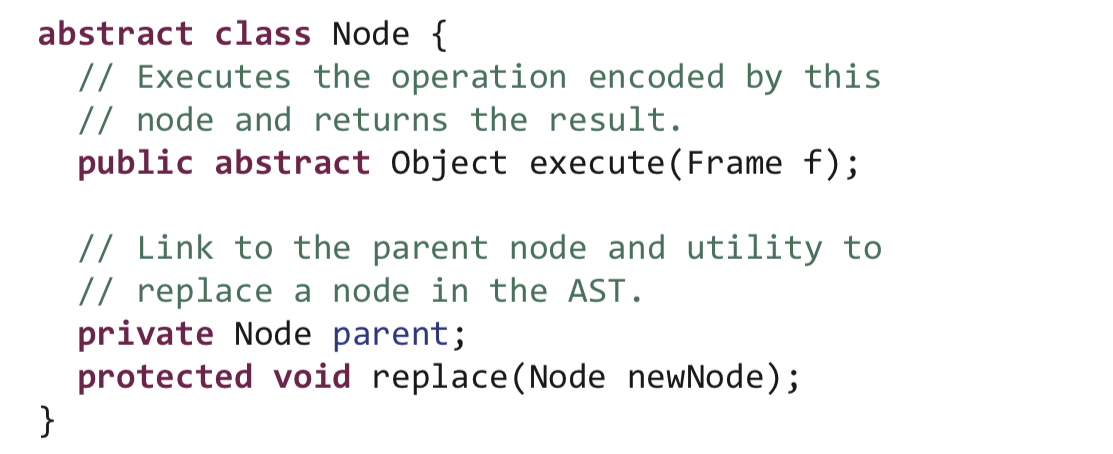 abstract class Node {
  // Executes the operation encoded by this
  // node and returns the result.
  public abstract Object execute(Frame f);

  // Link to the parent node and utility to
  // replace a node in the AST.
  private Node parent;
  protected void replace(Node newNode);
}